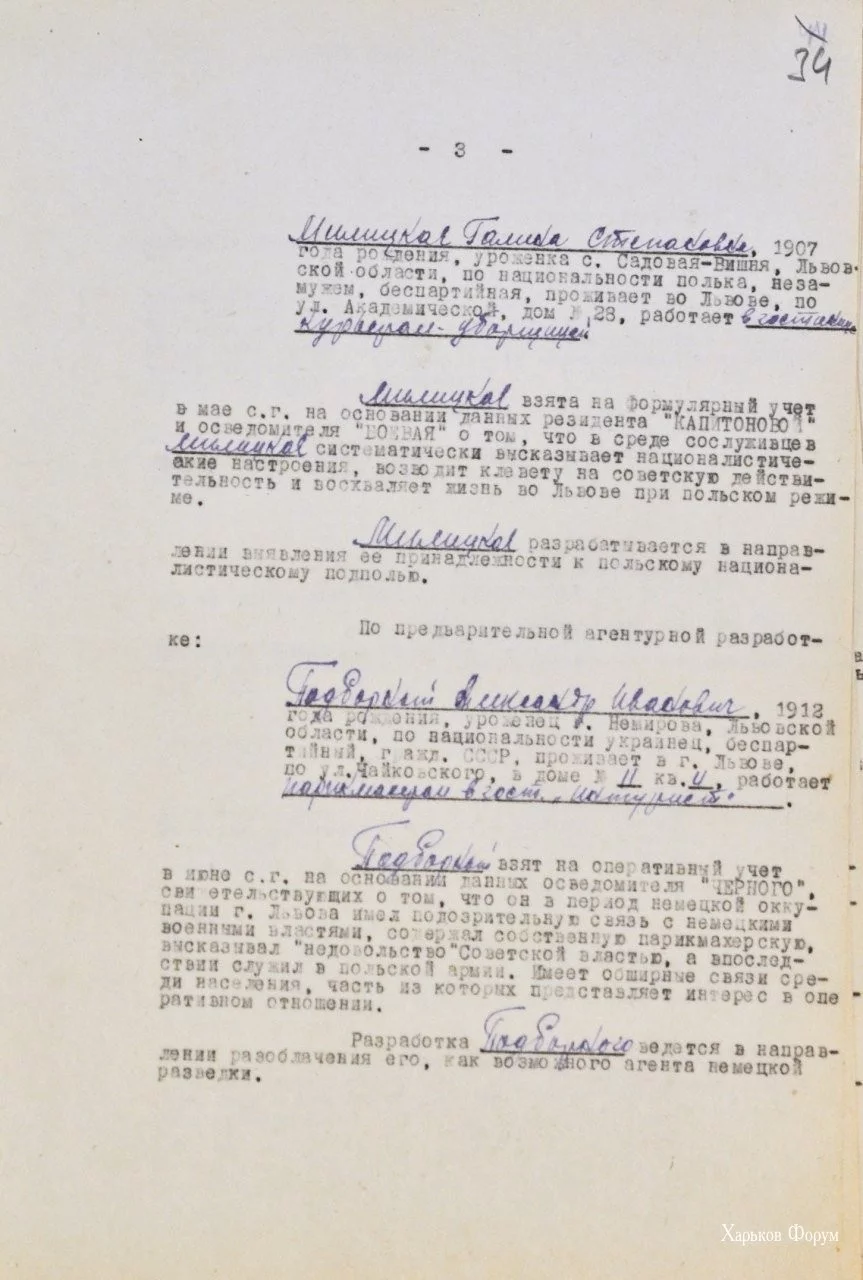 34
- 3 -
Милицкая Галина Степановна, 1907
года рождения, уроженка с. Садовая-Вишня, Львов-
ской области, по национальности полька, неза-
мужем, беспартийная, проживает во Львове, по
ул. Академической, дом № 28, работает в гостинице
курьером-уборщицей
Милицкая взята на формулярный учет
в мае с.г. на основании данных резидента "КАПИТОНОВОЙ"
и осведомителя "БОЕВАЯ" о том, что в среде сослуживцев
Милицкая систематически высказывает националистиче-
ские настроения, возводит клевету на советскую действи-
тельность и восхваляет жизнь во Львове при польском режи-
ме.
Милицкая разрабатывается в направ-
лении выявления ее принадлежности к польскому национа-
листическому подполью.
По предварительной агентурной разработ-
ке:
Подборский Александр Иванович, 1912
года рождения, уроженец г. Немирова, Львовской
области, по национальности украинец, беспар-
тийный, гражд. СССР, проживает в г. Львове,
по ул.Чайковского, в доме № 11 кв. 4, работает
парикмахером в гост. "Интурист".
Подборский взят на оперативный учет
в июне с.г. на основании данных осведомителя "ЧЕРНОГО",
свидетельствующих о том, что он в период немецкой окку-
пации г. Львова имел подозрительную связь с немецкими
военными властями, содержал собственную парикмахерскую,
высказывал "недовольство"Советской властью, а впослед-
ствии служил в польской армии. Имеет обширные связи сре-
ди населения, часть из которых представляет интерес в опе
ративном отношении.
Разработка Подборского ведется в направ-
лении разоблачения его, как возможного агента немецкой
разведки.
Харьков Форум